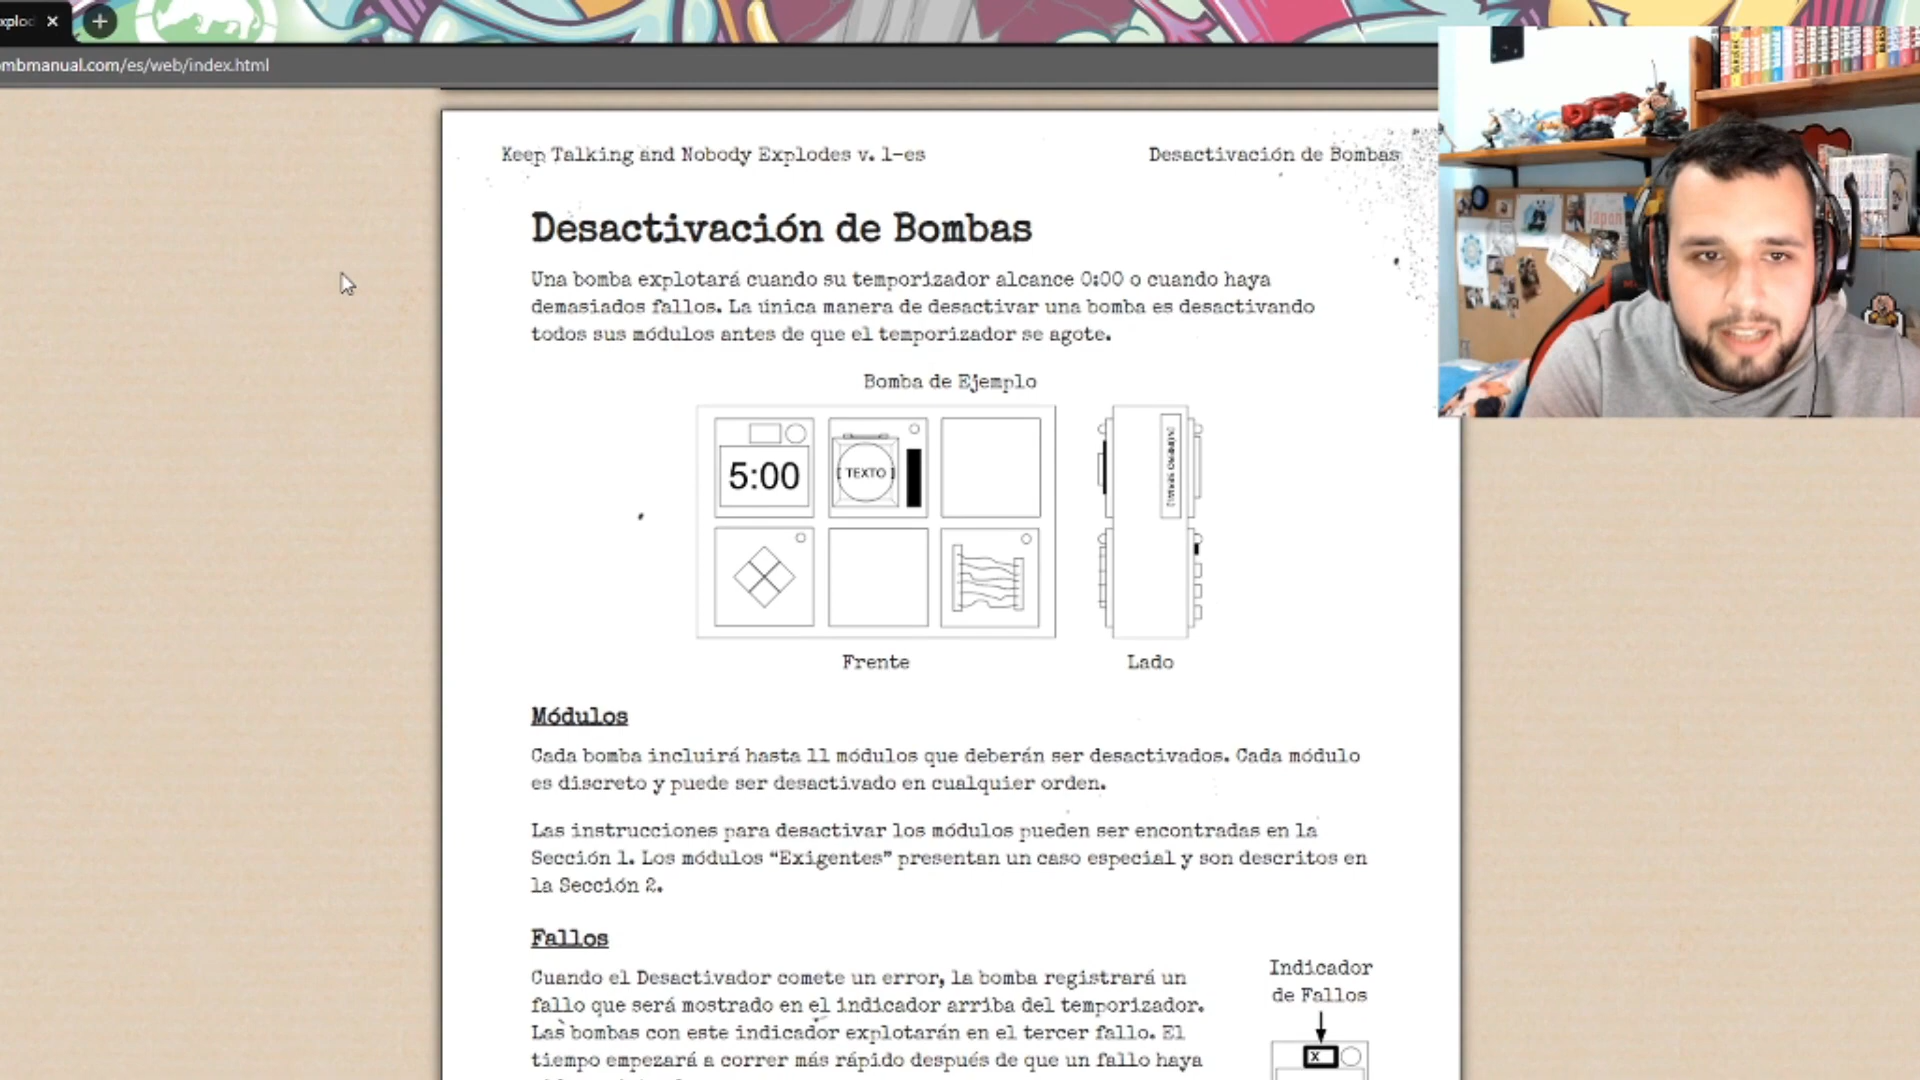 mbmanual.com/es/web/index.html
Keep Talking and Nobody Explodes v. 1-es
Desactivación de Bombas
Desactivación de Bombas
Una bomba explotará cuando su temporizador alcance 0:00 o cuando haya
demasiados fallos. La única manera de desactivar una bomba es desactivando
todos sus módulos antes de que el temporizador se agote.
Bomba de Ejemplo
5:00
TEXTO
Frente
Lado
Módulos
Cada bomba incluirá hasta 11 módulos que deberán ser desactivados. Cada módulo
es discreto y puede ser desactivado en cualquier orden.
Las instrucciones para desactivar los módulos pueden ser encontradas en la
Sección 1. Los módulos “Exigentes” presentan un caso especial y son descritos en
la Sección 2.
Fallos
Cuando el Desactivador comete un error, la bomba registrará un
fallo que será mostrado en el indicador arriba del temporizador.
Las bombas con este indicador explotarán en el tercer fallo. El
tiempo empezará a correr más rápido después de que un fallo haya
Indicador
de Fallos
X
Japon